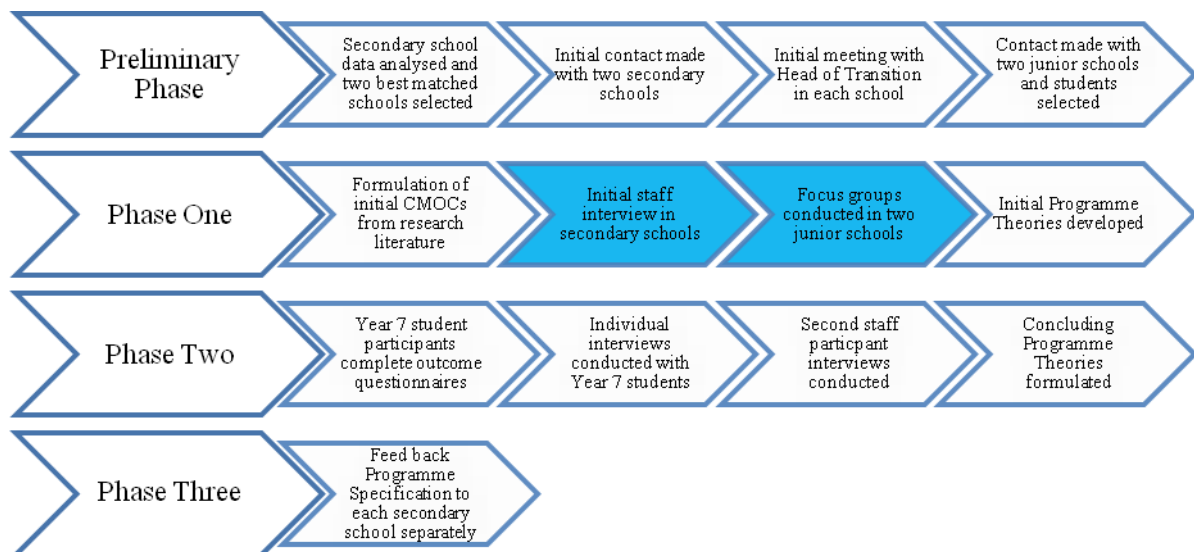 Preliminary
Phase
Secondary school
data analysed and
two best matched
schools selected
Initial contact made
with two secondary
schools
Initial meeting with
Head of Transition
in each school
Contact made with
two junior schools
and students
selected
Phase One
Formulation of
initial CMOCs
from research
literature
Initial staff
interview in
secondary schools
Focus groups
conducted in two
junior schools
Initial Programme
Theories developed
Phase Two
Year 7 student
participants
complete outcome
questionnaires
Individual
interviews
conducted with
Year 7 students
Second staff
particpant
interviews
conducted
Concluding
Programme
Theories
formulated
Phase Three
Feed back
Programme
Specification to
each secondary
school separately